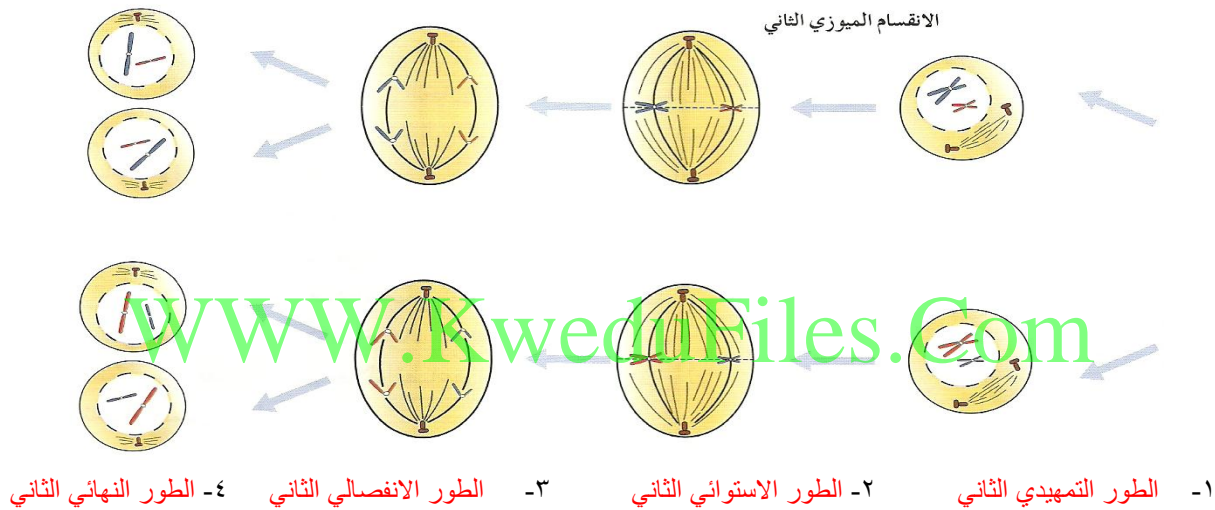 الانقسام الميوزي الثاني
WWW.KweduFiles.Com
١- الطور التمهيدي الثاني ٢- الطور الاستوائي الثاني ٣- الطور الانفصالي الثاني ٤- الطور النهائي الثاني